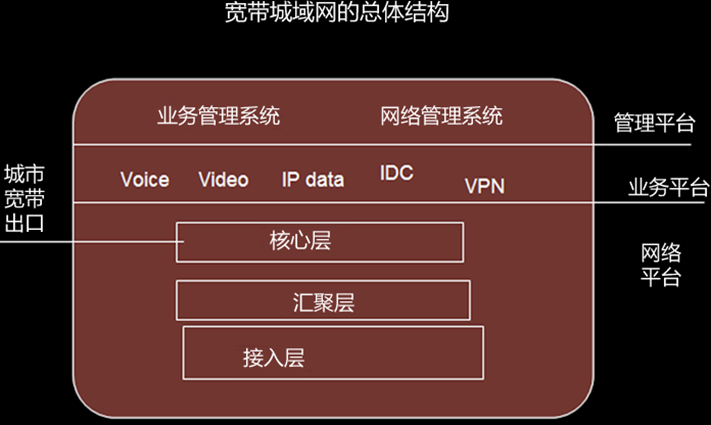 宽带城域网的总体结构
业务管理系统 网络管理系统
管理平台
Voice Video IP data IDC VPN
业务平台
城市
宽带
出口
核心层
网络
平台
汇聚层
接入层